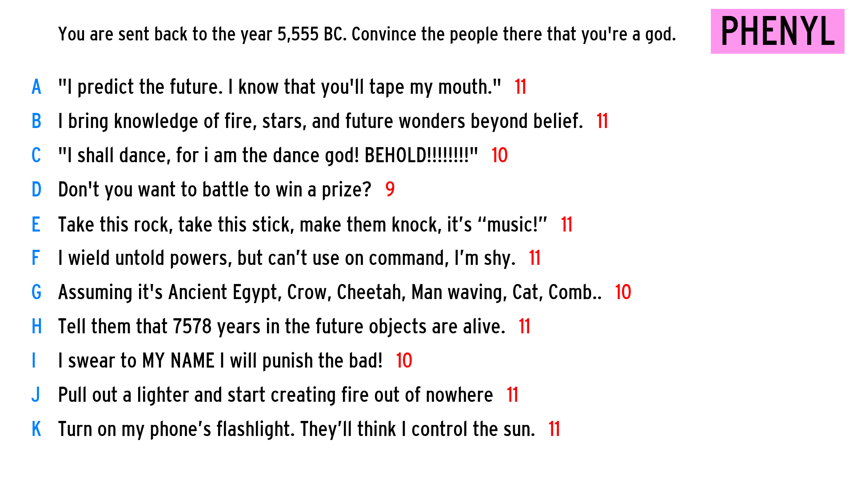 You are sent back to the year 5,555 BC. Convince the people there that you're a god.
PHENYL
A "I predict the future. I know that you'll tape my mouth." 11
B I bring knowledge of fire, stars, and future wonders beyond belief. 11
C "I shall dance, for i am the dance god! BEHOLD!!!!!!!!" 10
D Don't you want to battle to win a prize? 9
E Take this rock, take this stick, make them knock, it’s “music!” 11
F I wield untold powers, but can’t use on command, I’m shy. 11
G Assuming it's Ancient Egypt, Crow, Cheetah, Man waving, Cat, Comb.. 10
H Tell them that 7578 years in the future objects are alive. 11
I I swear to MY NAME I will punish the bad! 10
J Pull out a lighter and start creating fire out of nowhere 11
K Turn on my phone’s flashlight. They’ll think I control the sun. 11